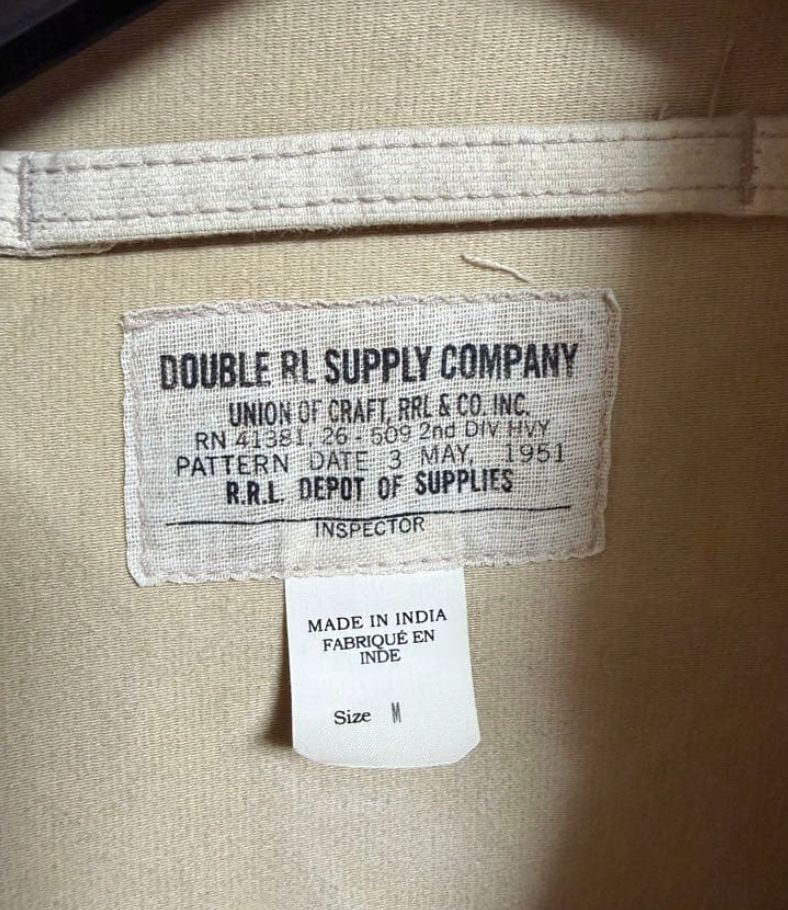 DOUBLE RL SUPPLY COMPANY
UNION OF CRAFT, RRL & CO. INC.
RN 41381, 26 - 509 2nd DIV HVY
PATTERN DATE 3 MAY, 1951
R.R.L. DEPOT OF SUPPLIES
INSPECTOR
MADE IN INDIA
FABRIQUÉ EN
INDE
Size M